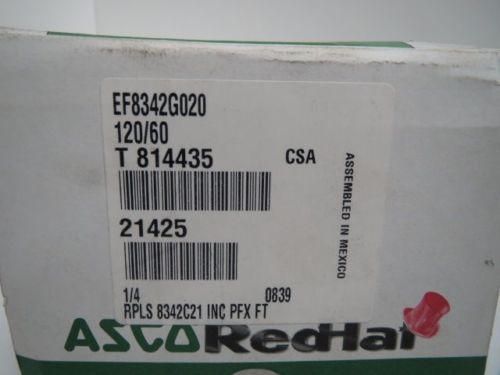 EF8342G020
120/60
T 814435 CSA
21425
1/4 0839
RPLS 8342C21 INC PFX FT
ASSEMBLED IN MEXICO
ASCO RedHat